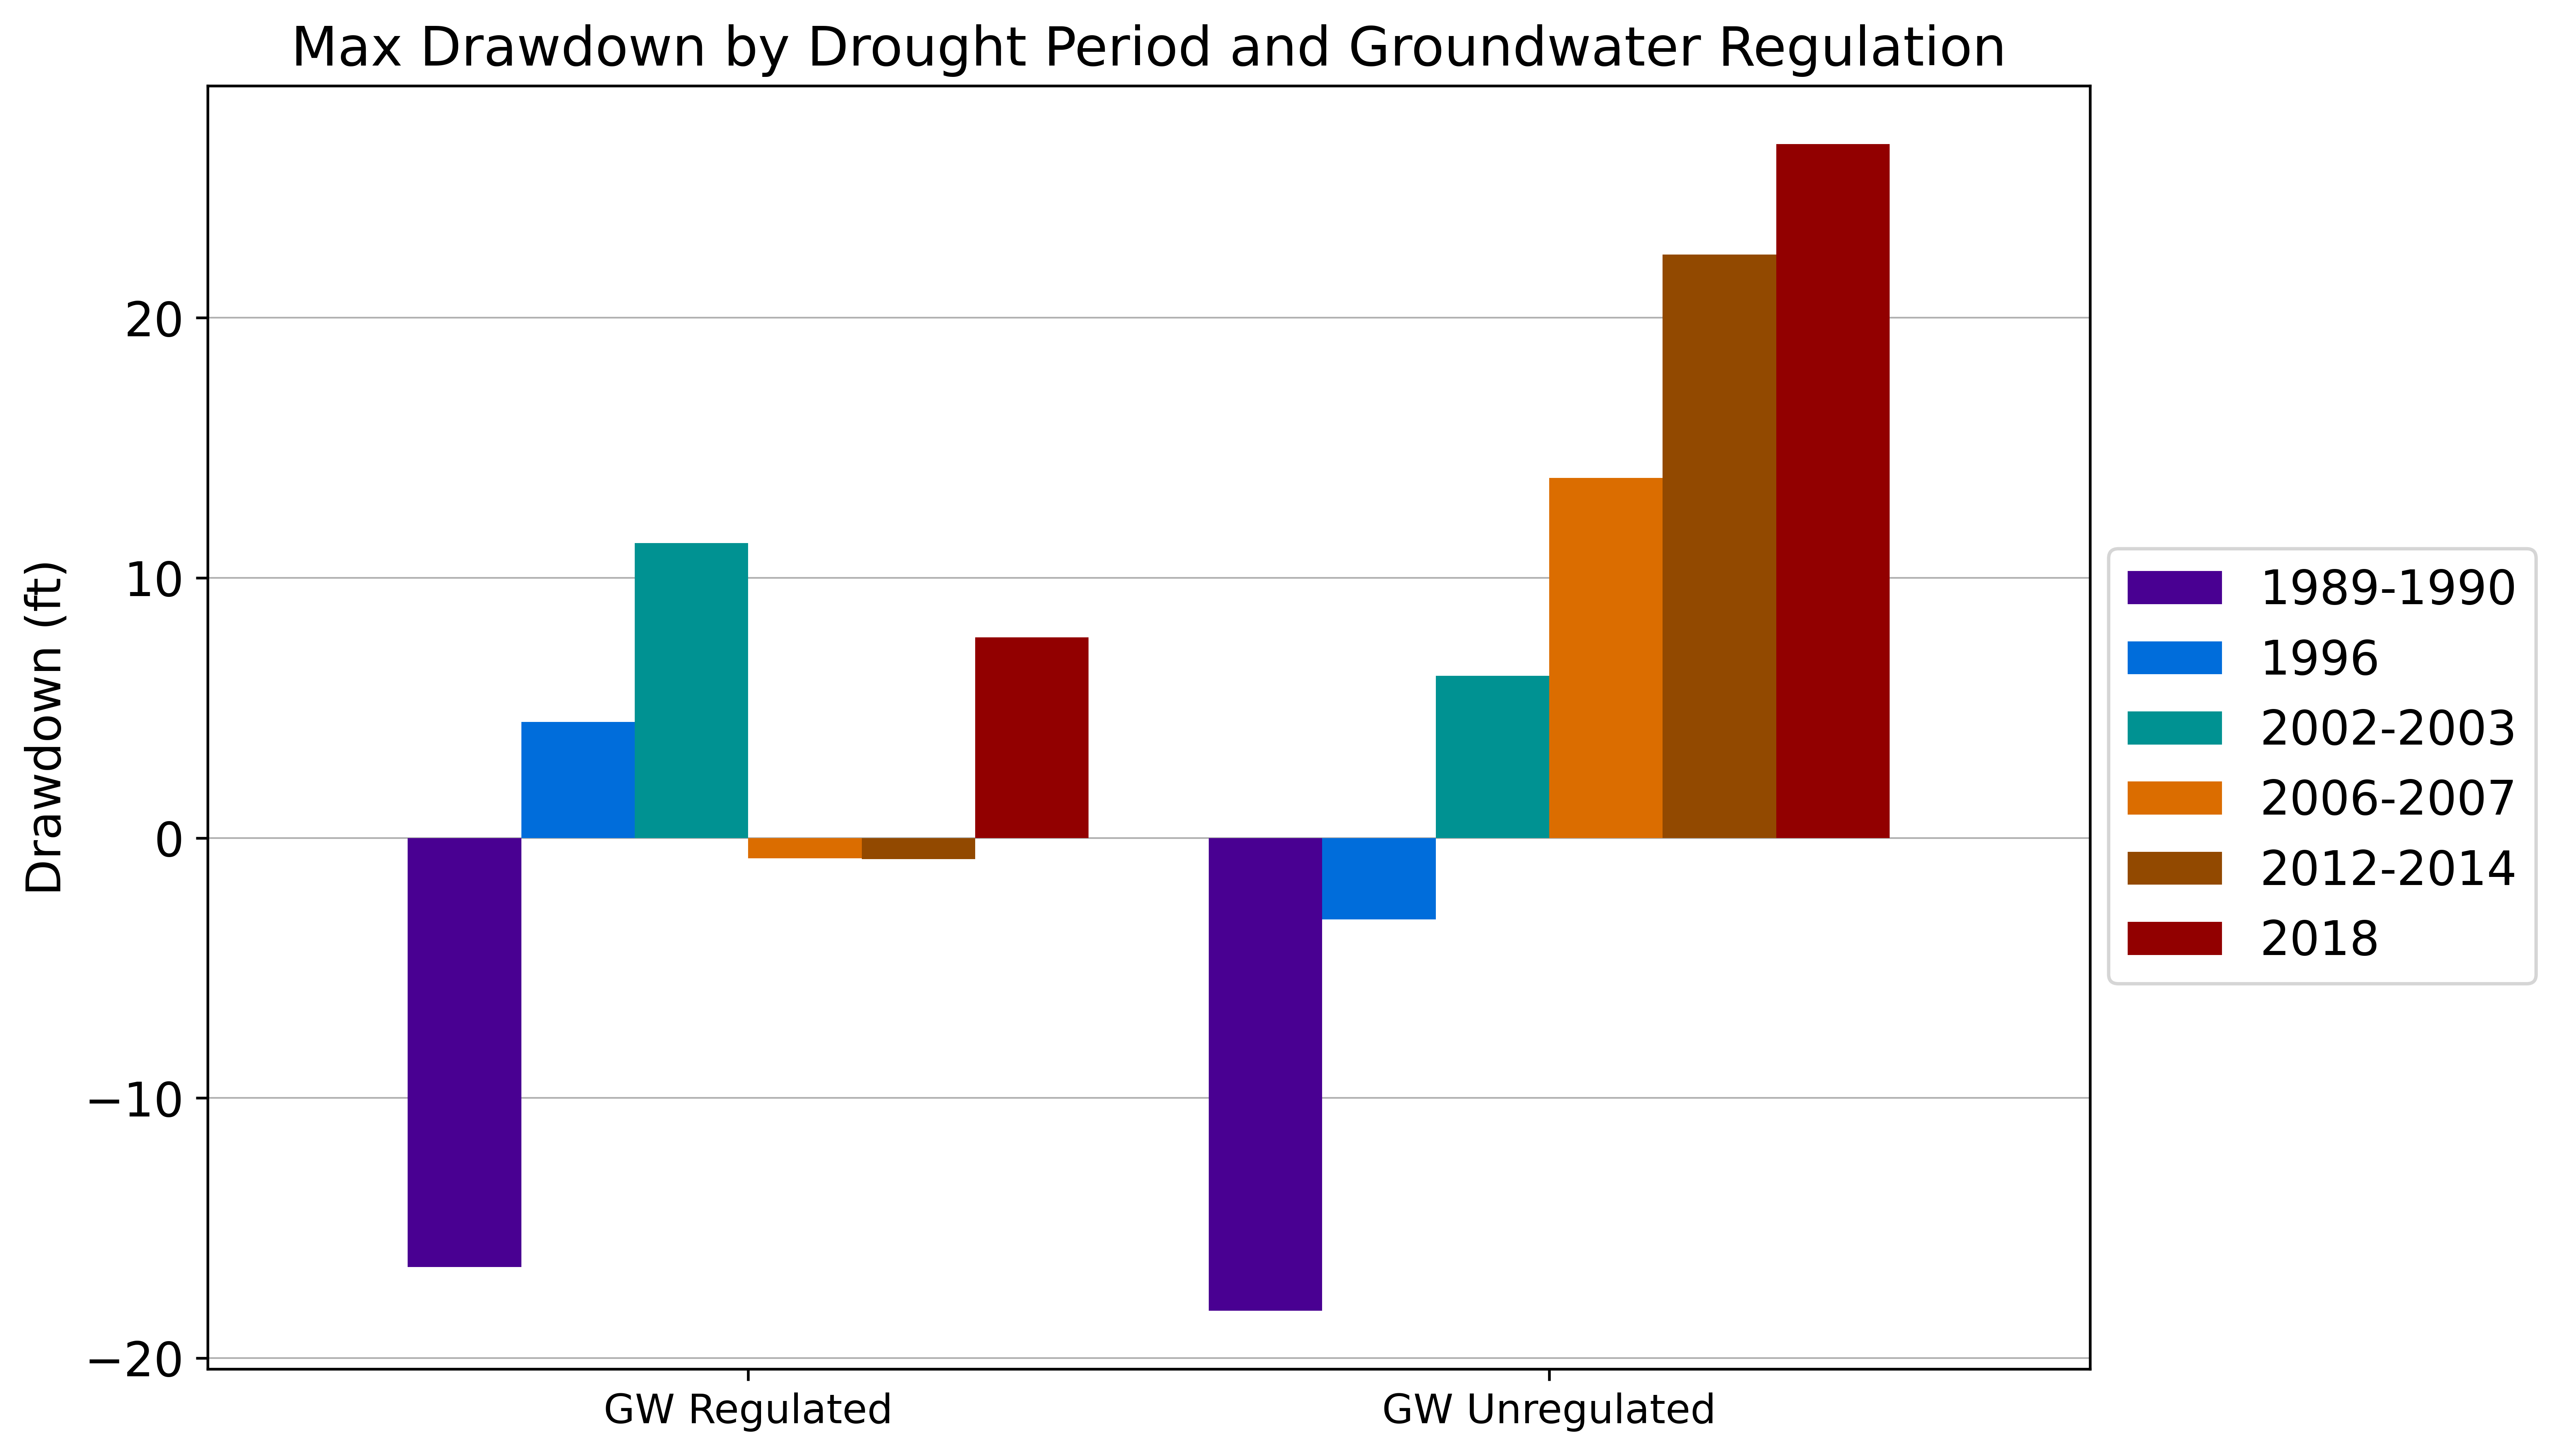 Max Drawdown by Drought Period and Groundwater Regulation
Drawdown (ft)
20
10
0
−10
−20
GW Regulated
GW Unregulated
1989-1990
1996
2002-2003
2006-2007
2012-2014
2018